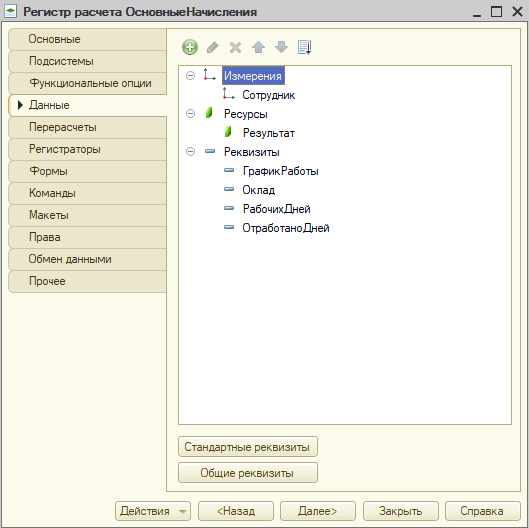 Регистр расчета ОсновныеНачисления
Основные
Подсистемы
Функциональные опции
Данные
Перерасчеты
Регистраторы
Формы
Команды
Макеты
Права
Обмен данными
Прочее
Измерения
Сотрудник
Ресурсы
Результат
Реквизиты
ГрафикРаботы
Оклад
РабочихДней
ОтработаноДней
Стандартные реквизиты
Общие реквизиты
Действия
<Назад
Далее>
Закрыть
Справка